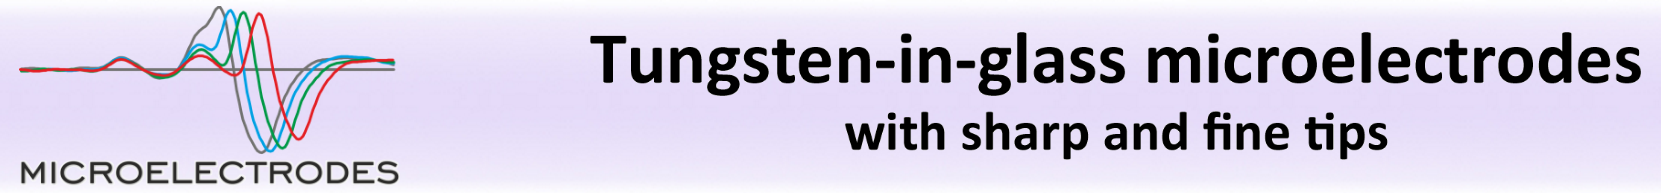 Tungsten-in-glass microelectrodes
with sharp and fine tips
MICROELECTRODES